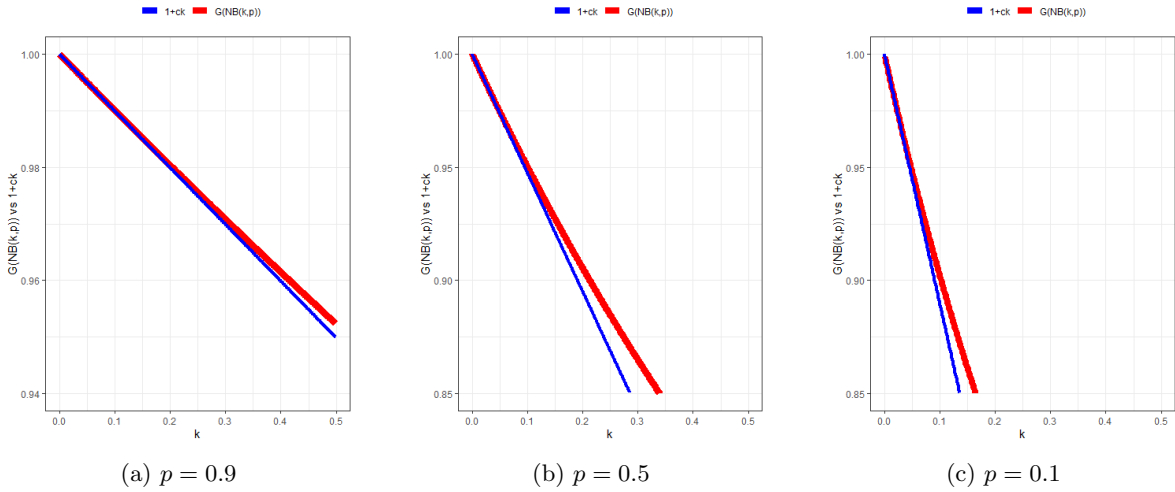 1+ck G(NB(k,p))
G(NB(k,p)) vs 1+ck
1.00
0.98
0.96
0.94
0.0 0.1 0.2 0.3 0.4 0.5
k
(a) p = 0.9
1+ck G(NB(k,p))
G(NB(k,p)) vs 1+ck
1.00
0.95
0.90
0.85
0.0 0.1 0.2 0.3 0.4 0.5
k
(b) p = 0.5
1+ck G(NB(k,p))
G(NB(k,p)) vs 1+ck
1.00
0.95
0.90
0.85
0.0 0.1 0.2 0.3 0.4 0.5
k
(c) p = 0.1